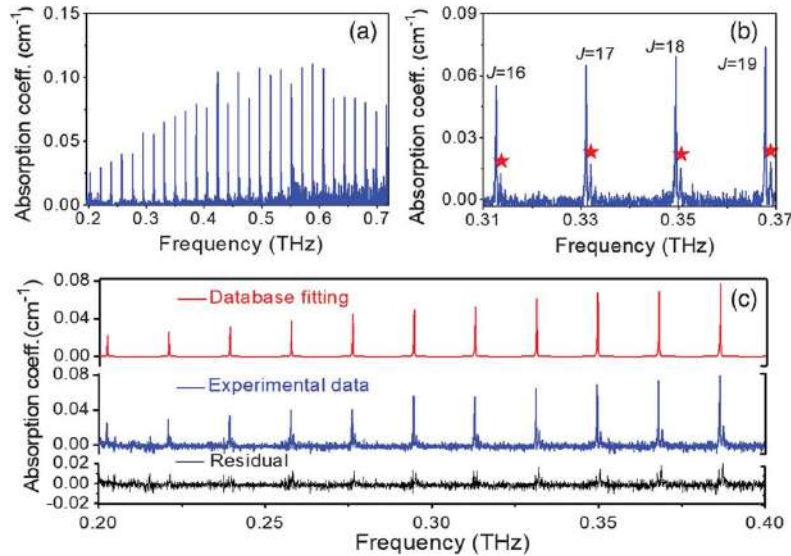 0.15
(a)
0.10
0.05
0.00
0.2 0.3 0.4 0.5 0.6 0.7
Absorption coeff. (cm⁻¹)
Frequency (THz)
0.09
(b)
J=16 J=17 J=18 J=19
0.06
0.03
0.00
0.31 0.33 0.35 0.37
Absorption coeff. (cm⁻¹)
Frequency (THz)
0.08
(c)
Database fitting
0.04
0.00
0.08
Experimental data
0.04
0.00
0.02
Residual
0.00
-0.02
0.20 0.25 0.30 0.35 0.40
Absorption coeff.(cm⁻¹)
Frequency (THz)